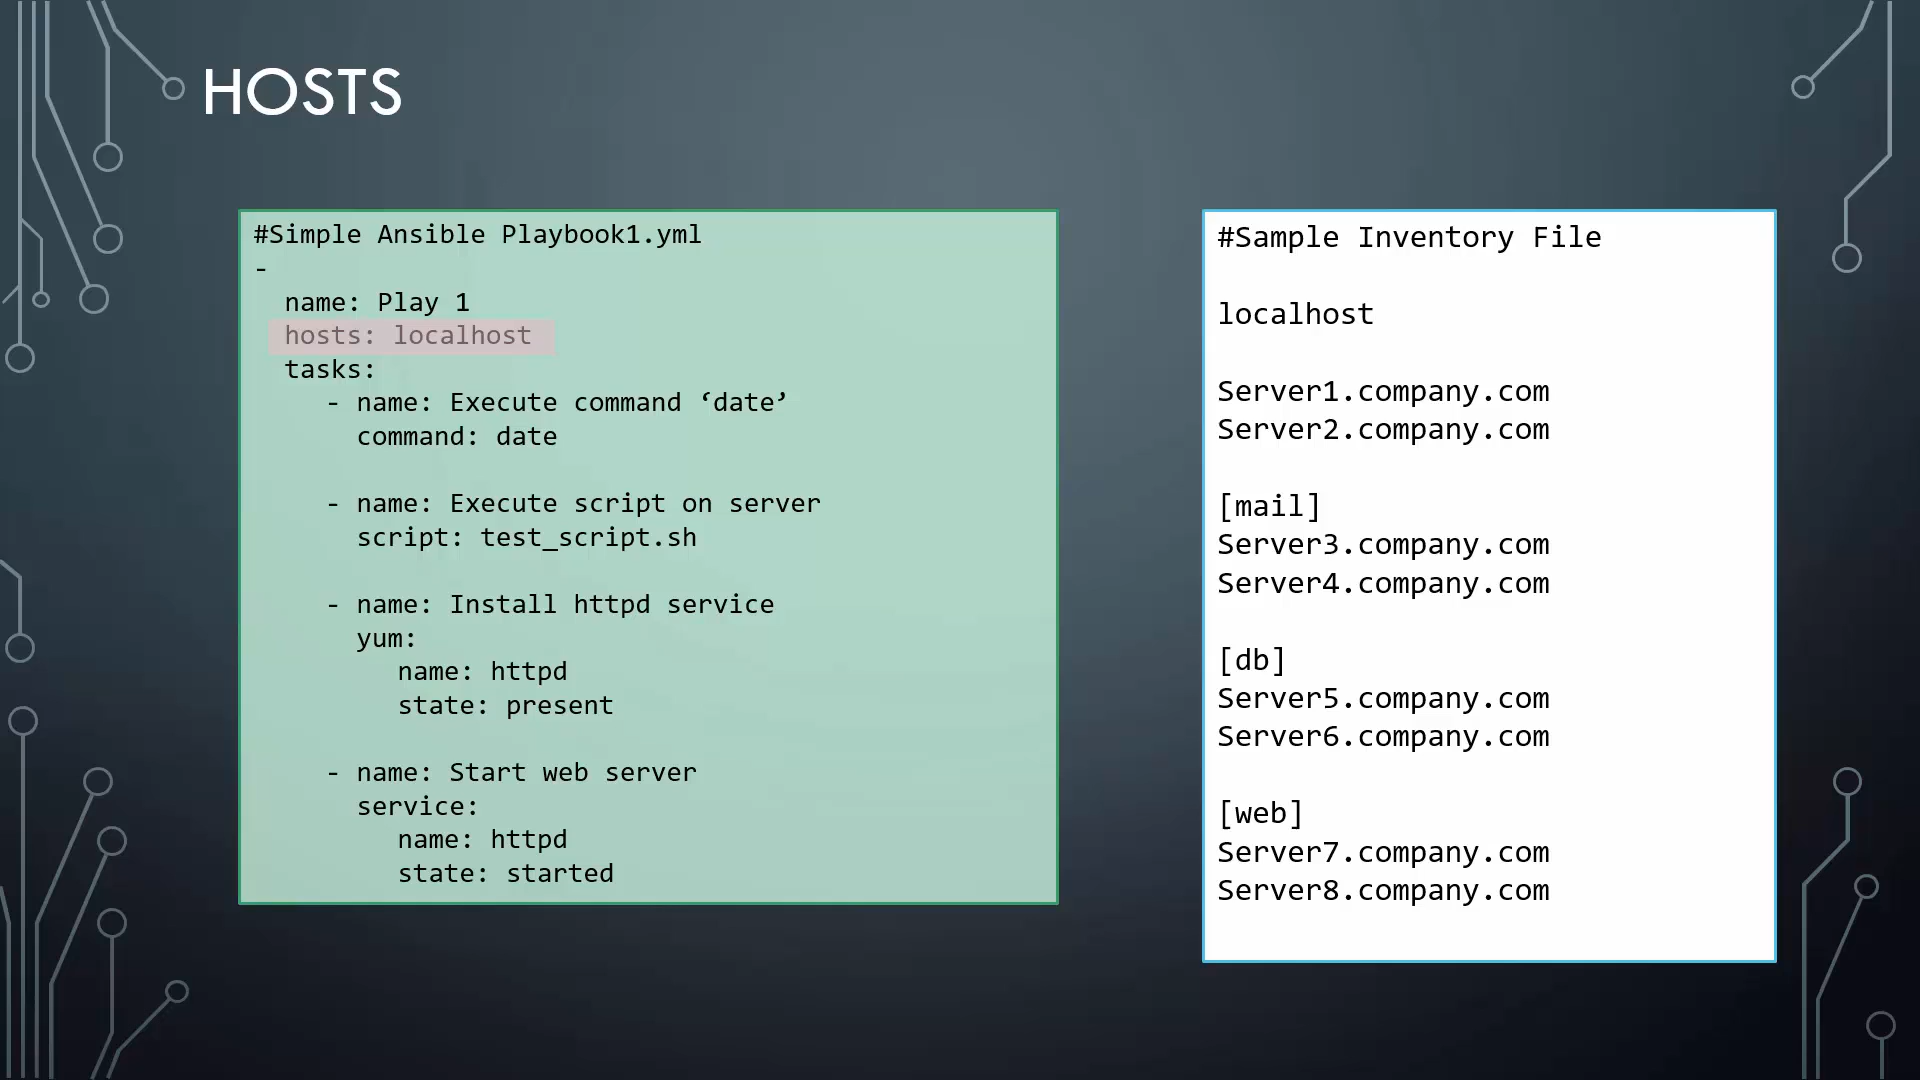 HOSTS
#Simple Ansible Playbook1.yml
-
name: Play 1
hosts: localhost
tasks:
- name: Execute command ‘date’
command: date
- name: Execute script on server
script: test_script.sh
- name: Install httpd service
yum:
name: httpd
state: present
- name: Start web server
service:
name: httpd
state: started
#Sample Inventory File
localhost
Server1.company.com
Server2.company.com
[mail]
Server3.company.com
Server4.company.com
[db]
Server5.company.com
Server6.company.com
[web]
Server7.company.com
Server8.company.com